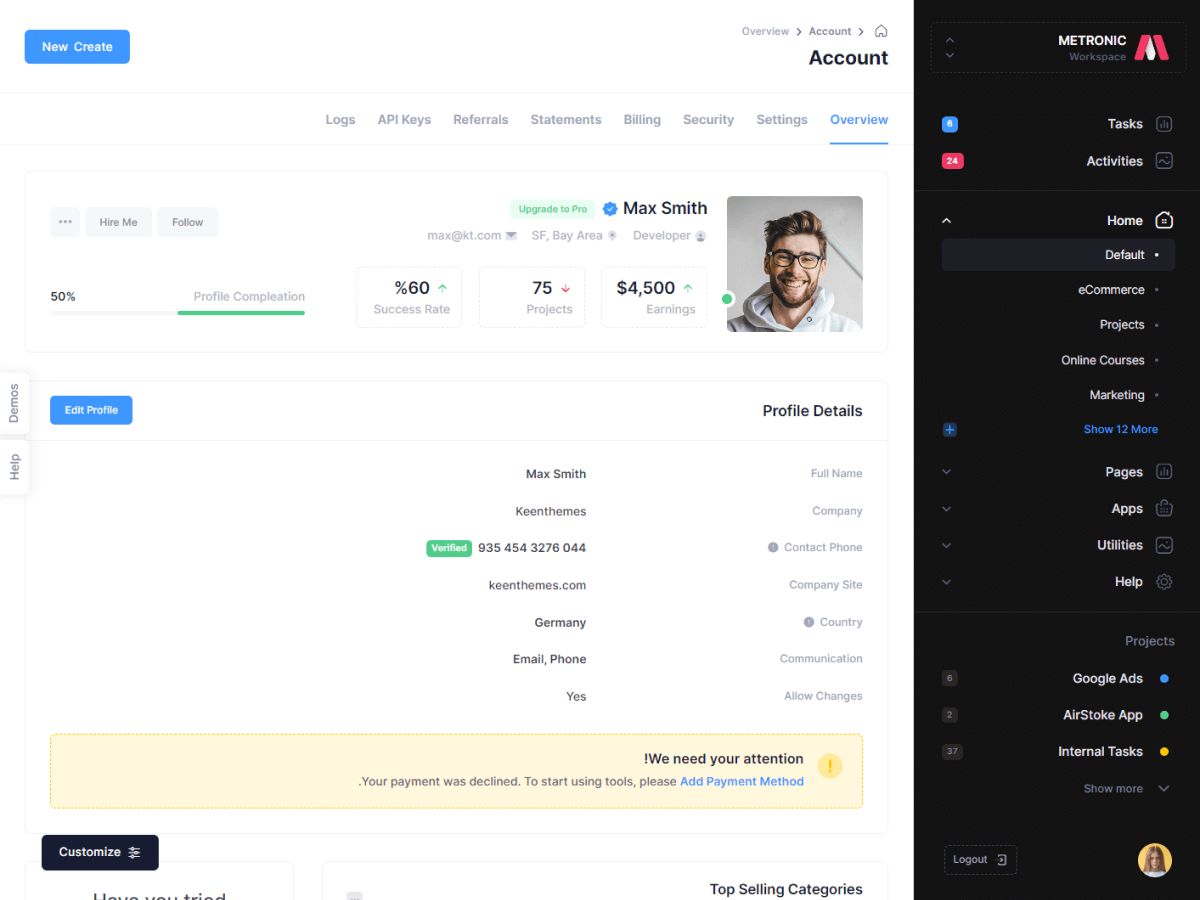 New Create
Overview
Account
Account
METRONIC
Workspace
Logs
API Keys
Referrals
Statements
Billing
Security
Settings
Overview
6
Tasks
24
Activities
Home
Default
eCommerce
Projects
Online Courses
Marketing
Show 12 More
Pages
Apps
Utilities
Help
Projects
6
Google Ads
2
AirStoke App
37
Internal Tasks
Show more
Logout
Hire Me
Follow
Upgrade to Pro
Max Smith
max@kt.com
SF, Bay Area
Developer
50%
Profile Compleation
%60
Success Rate
75
Projects
$4,500
Earnings
Demos
Help
Edit Profile
Profile Details
Max Smith
Full Name
Keenthemes
Company
Verified
935 454 3276 044
Contact Phone
keenthemes.com
Company Site
Germany
Country
Email, Phone
Communication
Yes
Allow Changes
!We need your attention
.Your payment was declined. To start using tools, please Add Payment Method
Customize
Have you tried
Top Selling Categories